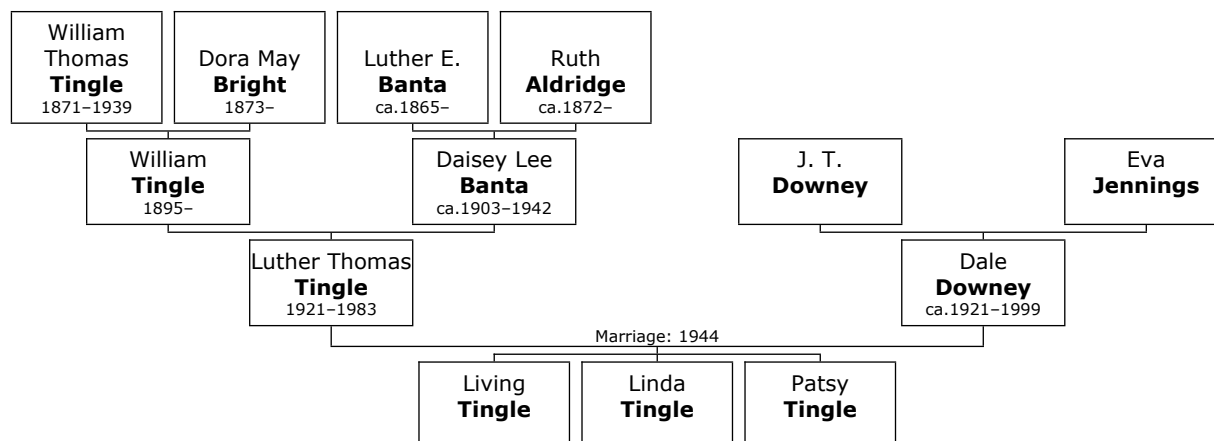 William
Thomas
Tingle
1871–1939
Dora May
Bright
1873–
Luther E.
Banta
ca.1865–
Ruth
Aldridge
ca.1872–
William
Tingle
1895–
Daisey Lee
Banta
ca.1903–1942
J. T.
Downey
Eva
Jennings
Luther Thomas
Tingle
1921–1983
Dale
Downey
ca.1921–1999
Marriage: 1944
Living
Tingle
Linda
Tingle
Patsy
Tingle